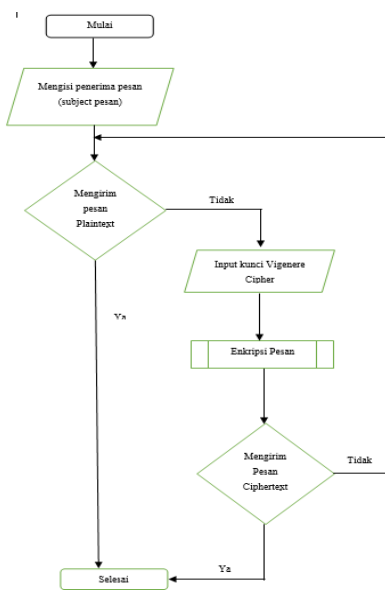 Mulai
Mengisi penerima pesan
(subject pesan)
Mengirim
pesan
Plaintext
Tidak
Input kunci Vigenere
Cipher
Ya
Enkripsi Pesan
Mengirim
Pesan
Ciphertext
Tidak
Ya
Selesai